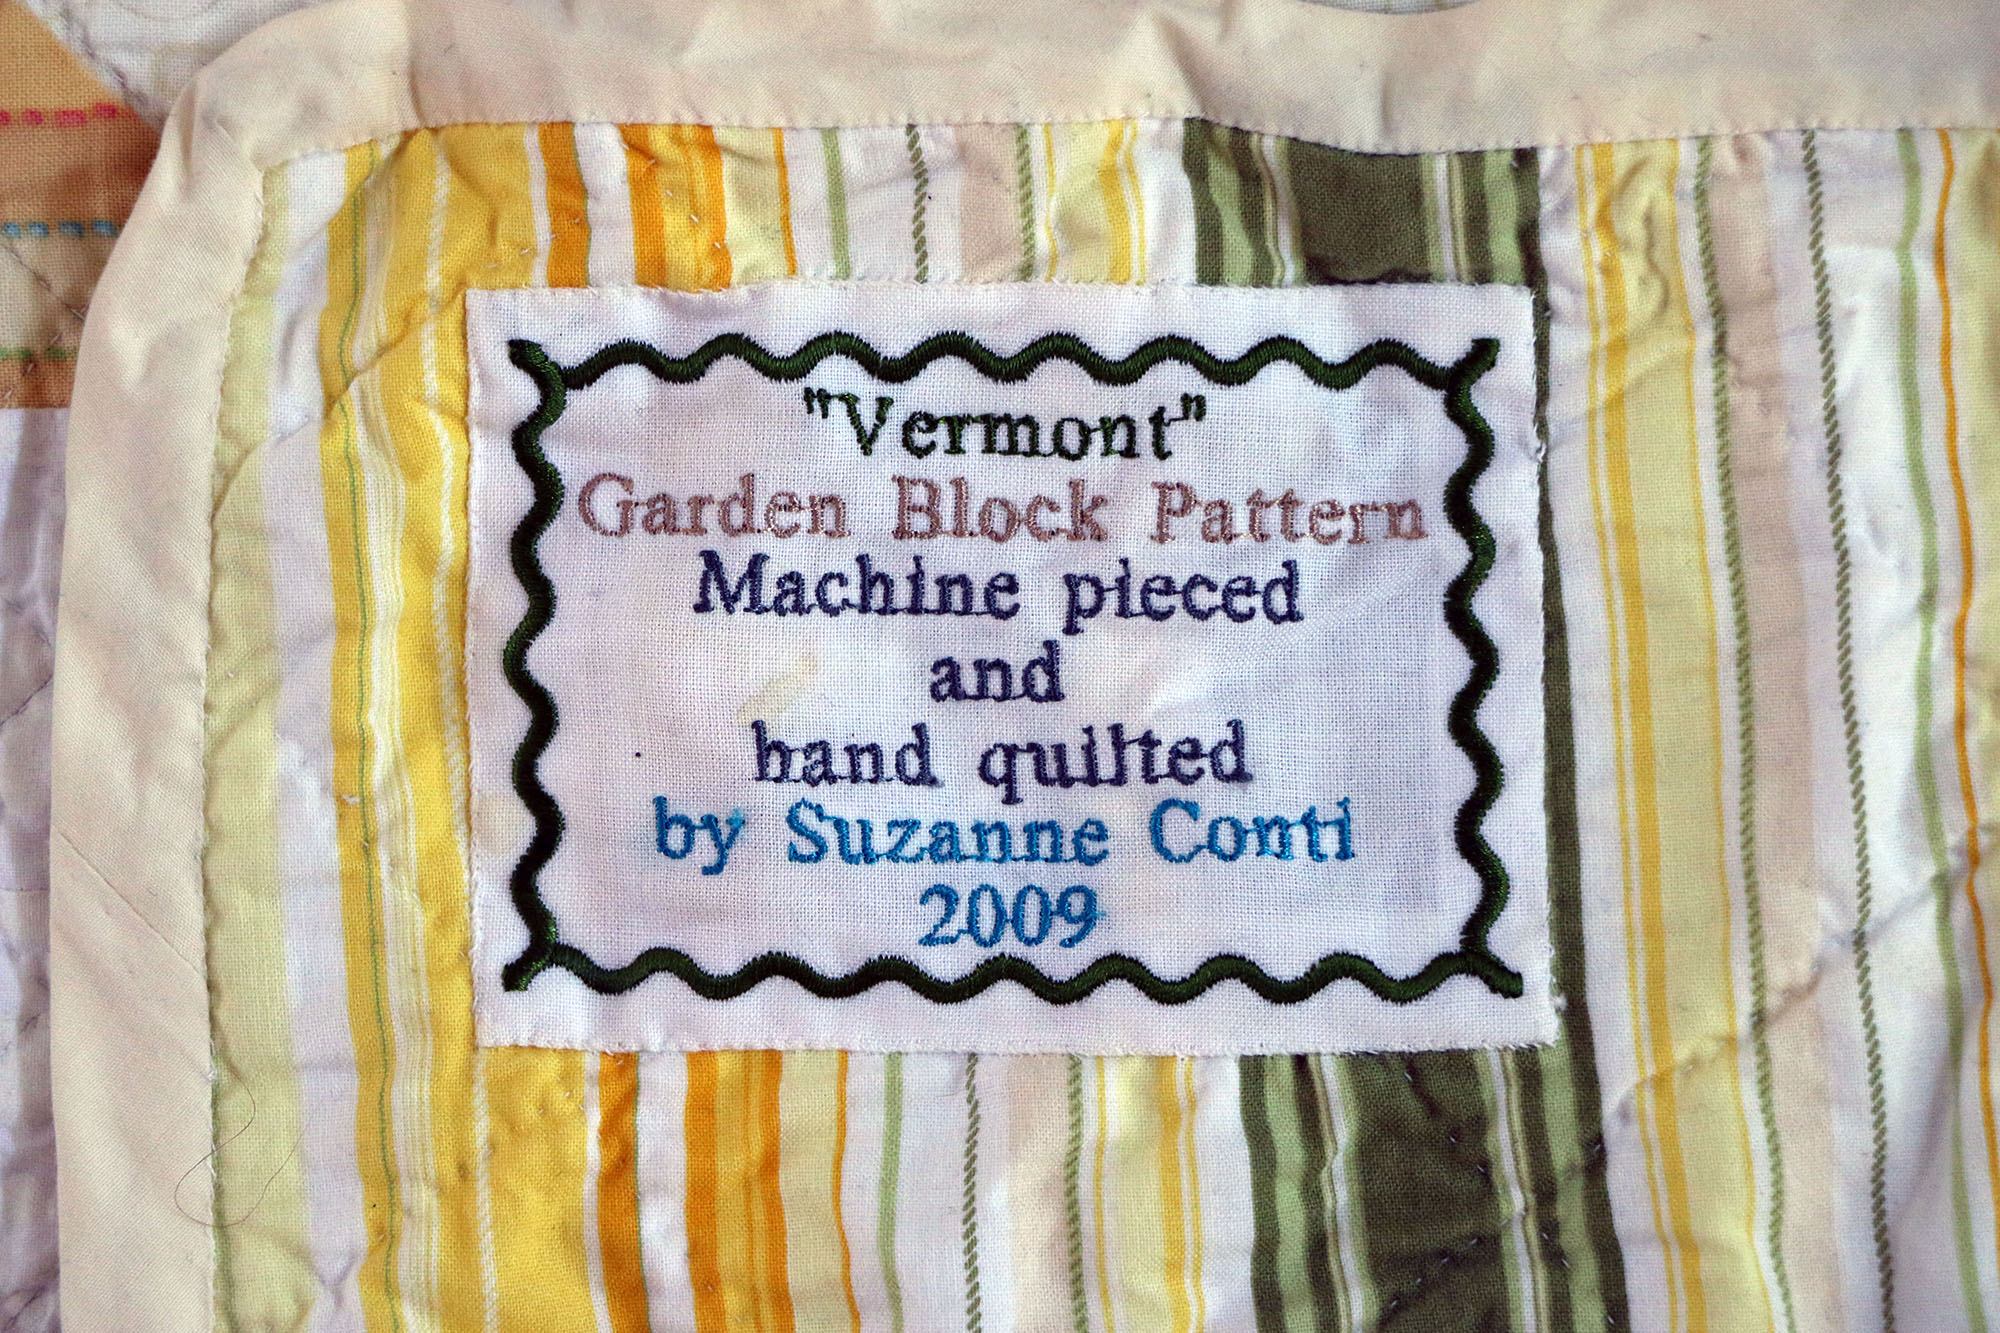 "Vermont"
Garden Block Pattern
Machine pieced
and
hand quilted
by Suzanne Conti
2009